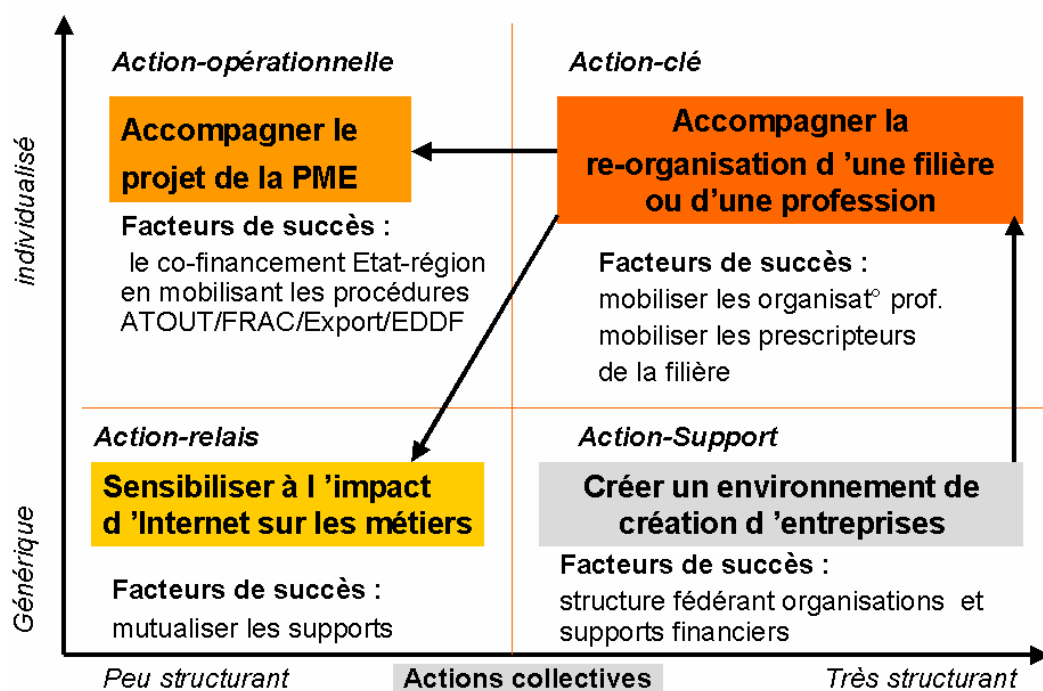 Action-opérationnelle
Accompagner le
projet de la PME
Facteurs de succès :
le co-financement Etat-région
en mobilisant les procédures
ATOUT/FRAC/Export/EDDF
Action-clé
Accompagner la
re-organisation d ’une filière
ou d’une profession
Facteurs de succès :
mobiliser les organisat° prof.
mobiliser les prescripteurs
de la filière
individualisé
Action-relais
Sensibiliser à l ’impact
d ’Internet sur les métiers
Facteurs de succès :
mutualiser les supports
Action-Support
Créer un environnement de
création d ’entreprises
Facteurs de succès :
structure fédérant organisations et
supports financiers
Générique
Peu structurant
Actions collectives
Très structurant